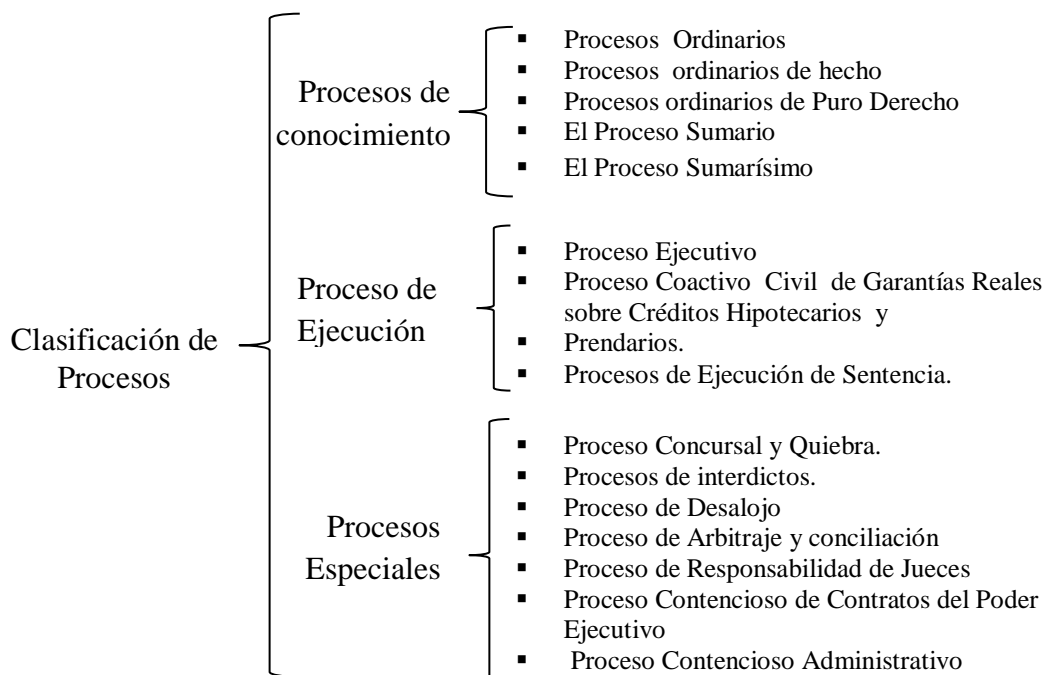 Clasificación de
Procesos
Procesos de
conocimiento
▪ Procesos Ordinarios
▪ Procesos ordinarios de hecho
▪ Procesos ordinarios de Puro Derecho
▪ El Proceso Sumario
▪ El Proceso Sumarísimo
Proceso de
Ejecución
▪ Proceso Ejecutivo
▪ Proceso Coactivo Civil de Garantías Reales
sobre Créditos Hipotecarios y
▪ Prendarios.
▪ Procesos de Ejecución de Sentencia.
Procesos
Especiales
▪ Proceso Concursal y Quiebra.
▪ Procesos de interdictos.
▪ Proceso de Desalojo
▪ Proceso de Arbitraje y conciliación
▪ Proceso de Responsabilidad de Jueces
▪ Proceso Contencioso de Contratos del Poder
Ejecutivo
▪ Proceso Contencioso Administrativo